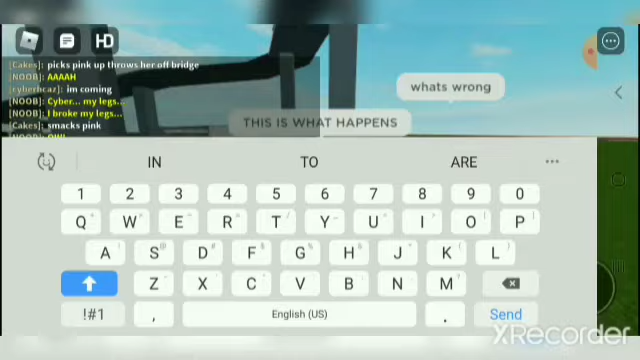 HD
[Cakes]: picks pink up throws her off bridge
[NOOB]: AAAAH
[cyberhcaz]: im coming
[NOOB]: Cyber... my legs...
[NOOB]: I broke my legs...
[Cakes]: smacks pink
whats wrong
THIS IS WHAT HAPPENS
IN TO ARE
1 2 3 4 5 6 7 8 9 0
Q W E R T Y U I O P
A S D F G H J K L
Z X C V B N M
!#1 , English (US) . Send
XRecorder